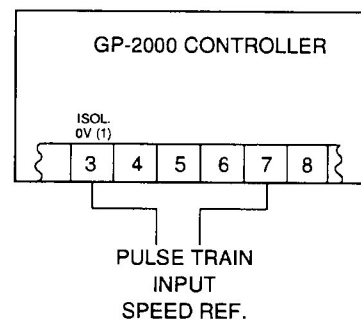 GP-2000 CONTROLLER
ISOL.
0V (1)
3 4 5 6 7 8
PULSE TRAIN
INPUT
SPEED REF.